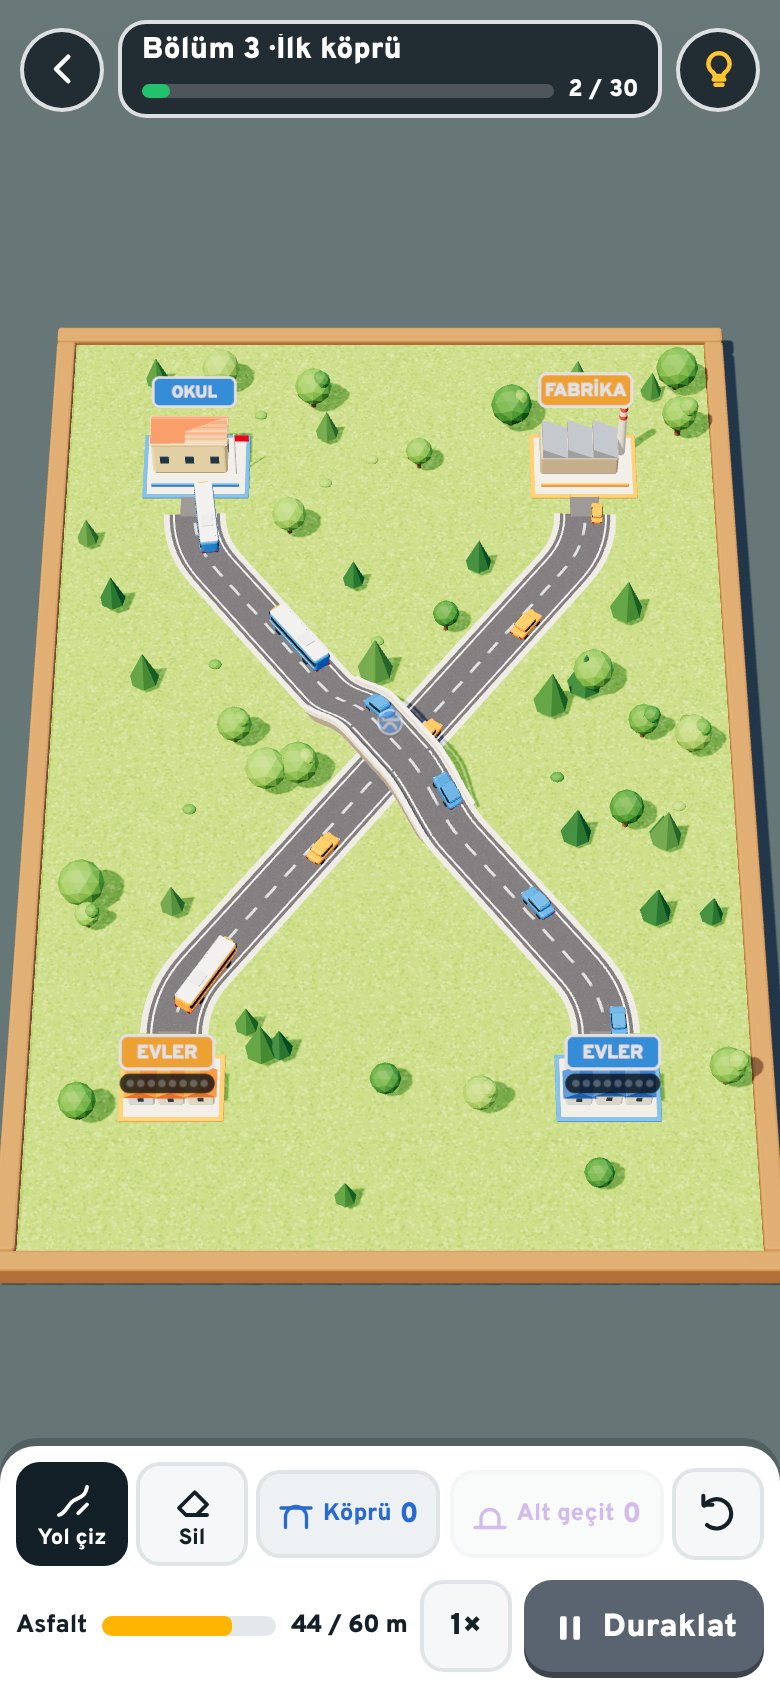 Bölüm 3 ·İlk köprü
2 / 30
OKUL
FABRİKA
EVLER
EVLER
Yol çiz
Sil
Köprü 0
Alt geçit 0
Asfalt
44 / 60 m
1×
Duraklat